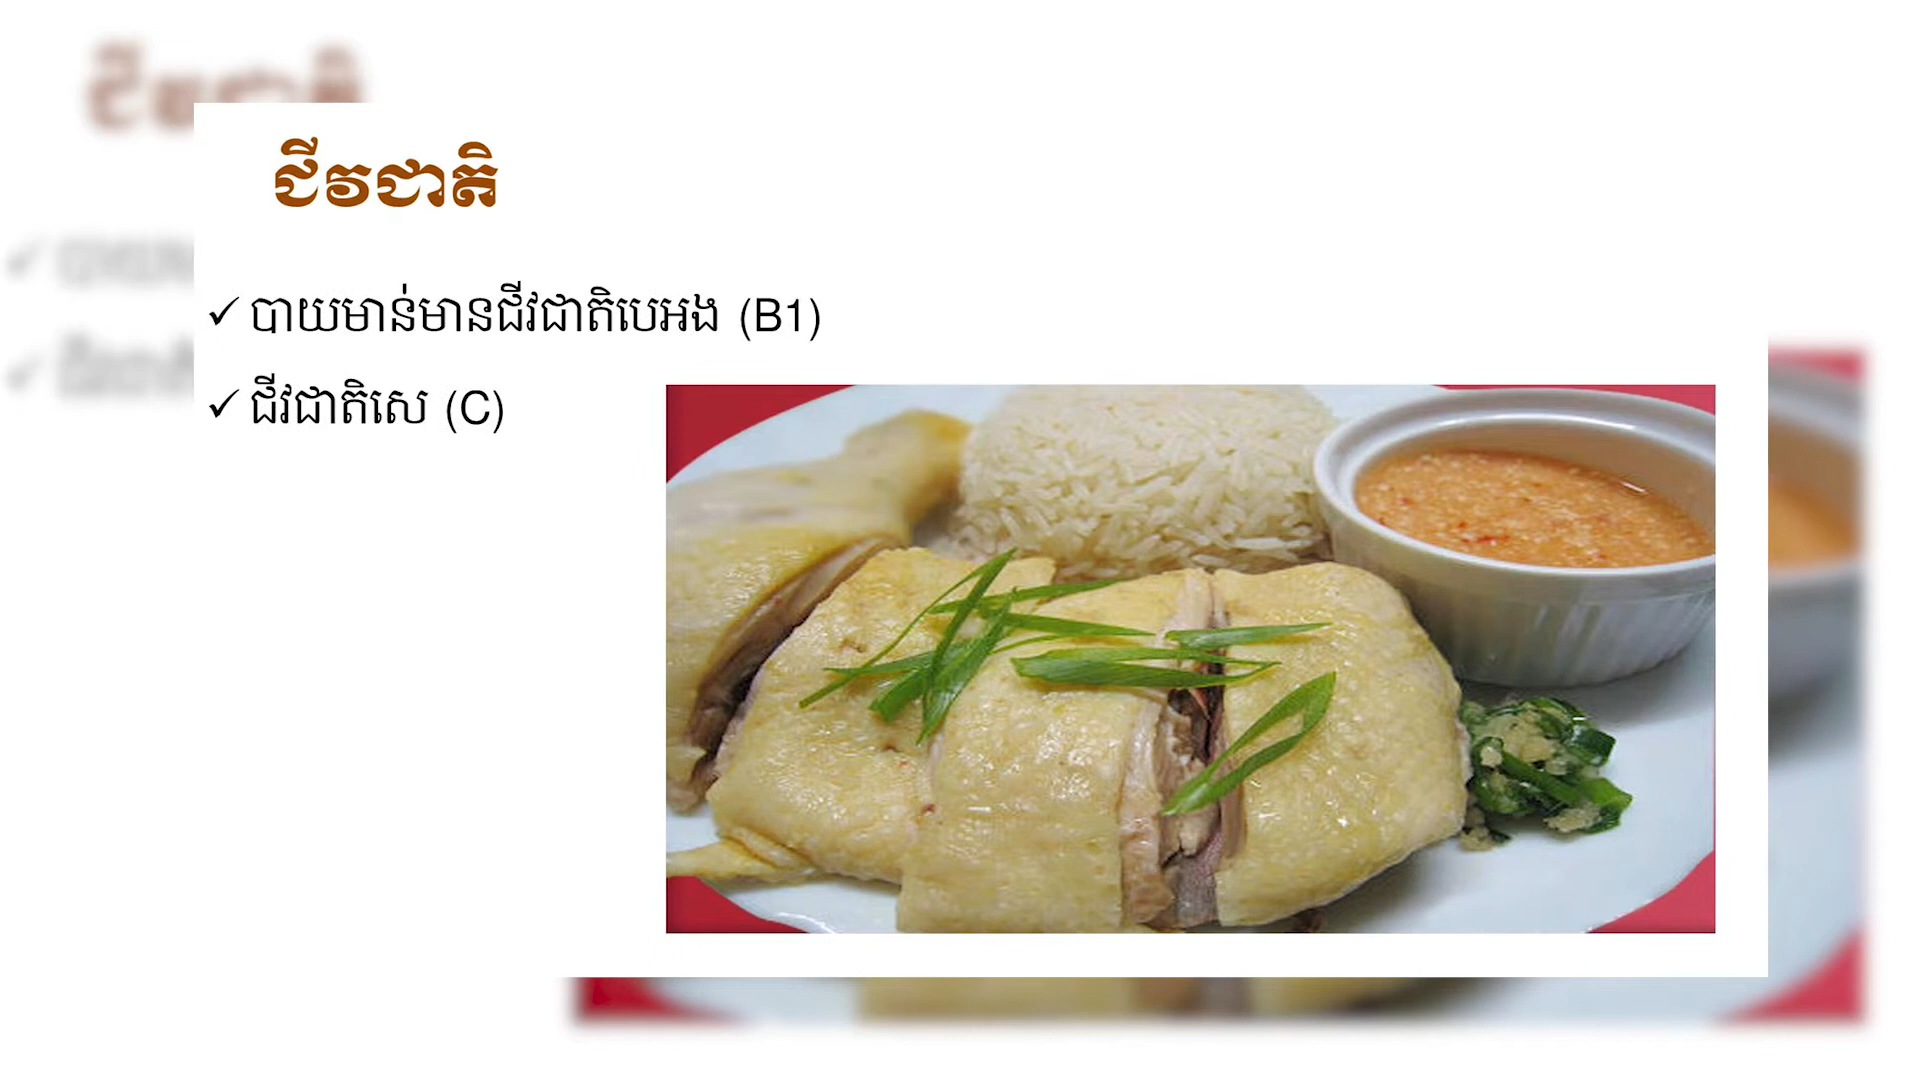 ជីវជាតិ
✓ បាយមាន់មានជីវជាតិបេអង (B1)
✓ ជីវជាតិសេ (C)